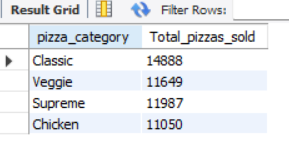 Result Grid Filter Rows:
pizza_category Total_pizzas_sold
Classic 14888
Veggie 11649
Supreme 11987
Chicken 11050